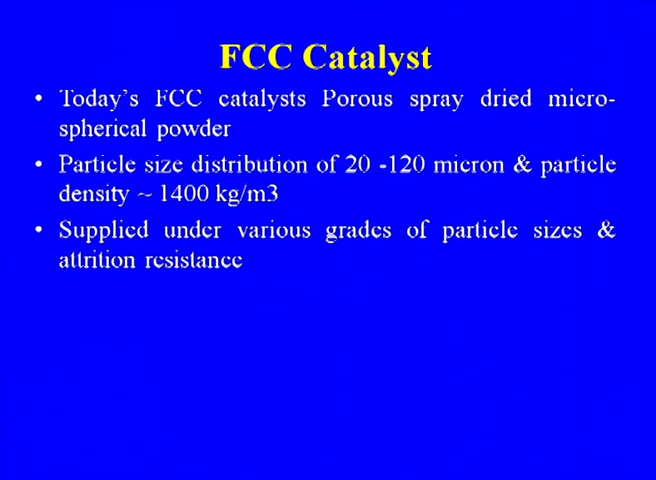 FCC Catalyst
• Today's FCC catalysts Porous spray dried micro-
spherical powder
• Particle size distribution of 20 -120 micron & particle
density ~ 1400 kg/m3
• Supplied under various grades of particle sizes &
attrition resistance